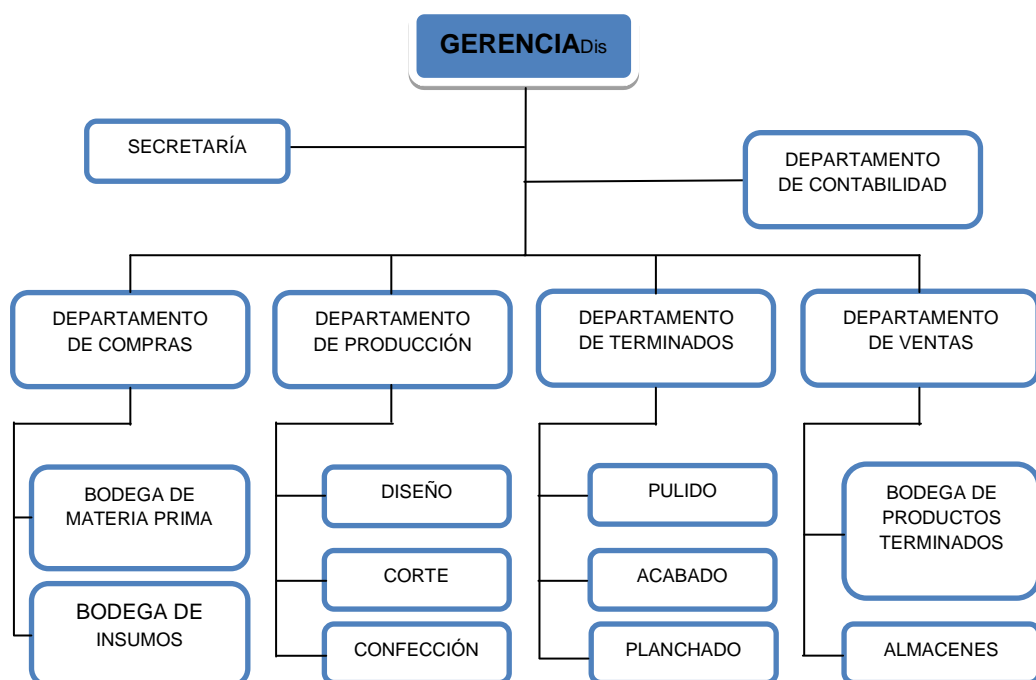 GERENCIADis
SECRETARÍA
DEPARTAMENTO
DE CONTABILIDAD
DEPARTAMENTO
DE COMPRAS
DEPARTAMENTO
DE PRODUCCIÓN
DEPARTAMENTO
DE TERMINADOS
DEPARTAMENTO
DE VENTAS
BODEGA DE
MATERIA PRIMA
BODEGA DE
INSUMOS
DISEÑO
CORTE
CONFECCIÓN
PULIDO
ACABADO
PLANCHADO
BODEGA DE
PRODUCTOS
TERMINADOS
ALMACENES